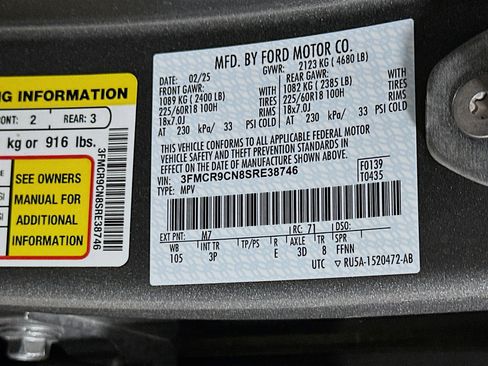 NG INFORMATION
ONT: 2 REAR: 3
kg or 916 lbs.
SEE OWNERS
MANUAL FOR
ADDITIONAL
INFORMATION
3FMCR9CN8SRE38746
MFD. BY FORD MOTOR CO.
DATE: 02/25 GVWR: 2123 KG ( 4680 LB)
FRONT GAWR: REAR GAWR:
1089 KG ( 2400 LB) 1082 KG ( 2385 LB)
225/60R18 100H TIRES 225/60R18 100H TIRES
18x7.0J RIMS 18x7.0J RIMS
AT 230 kPa/ 33 PSI COLD AT 230 kPa/ 33 PSI COLD
THIS VEHICLE CONFORMS TO ALL APPLICABLE FEDERAL MOTOR
VEHICLE SAFETY AND THEFT PREVENTION STANDARDS IN
EFFECT ON THE DATE OF MANUFACTURE SHOWN ABOVE.
VIN: 3FMCR9CN8SRE38746 F0139
TYPE: MPV T0435
EXT PNT: M7 RC: 71 DSO:
WB INT TR TP/PS R AXLE TR SPR
105 3P E 3D 8 FFNN
UTC RU5A-1520472-AB